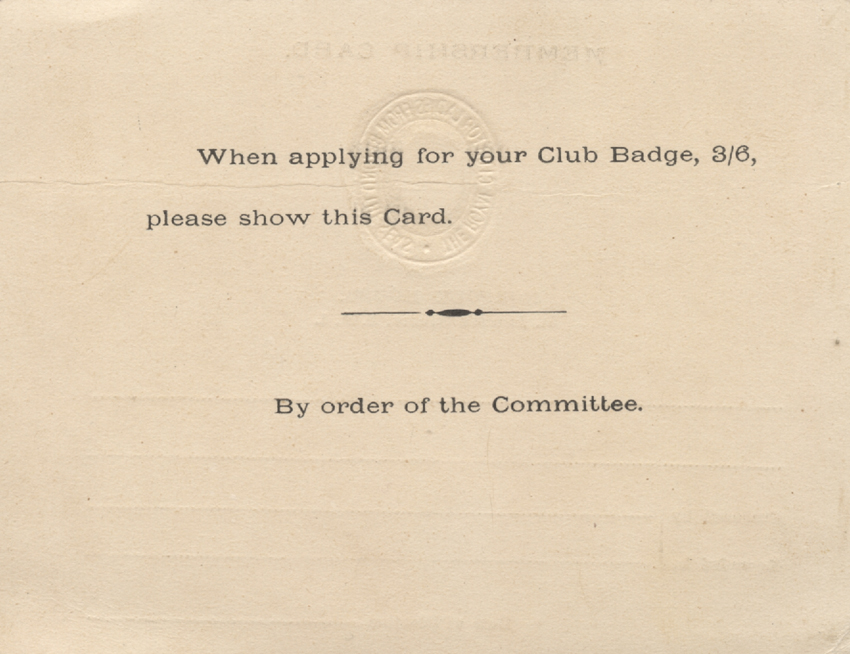 When applying for your Club Badge, 3/6,
please show this Card.
By order of the Committee.